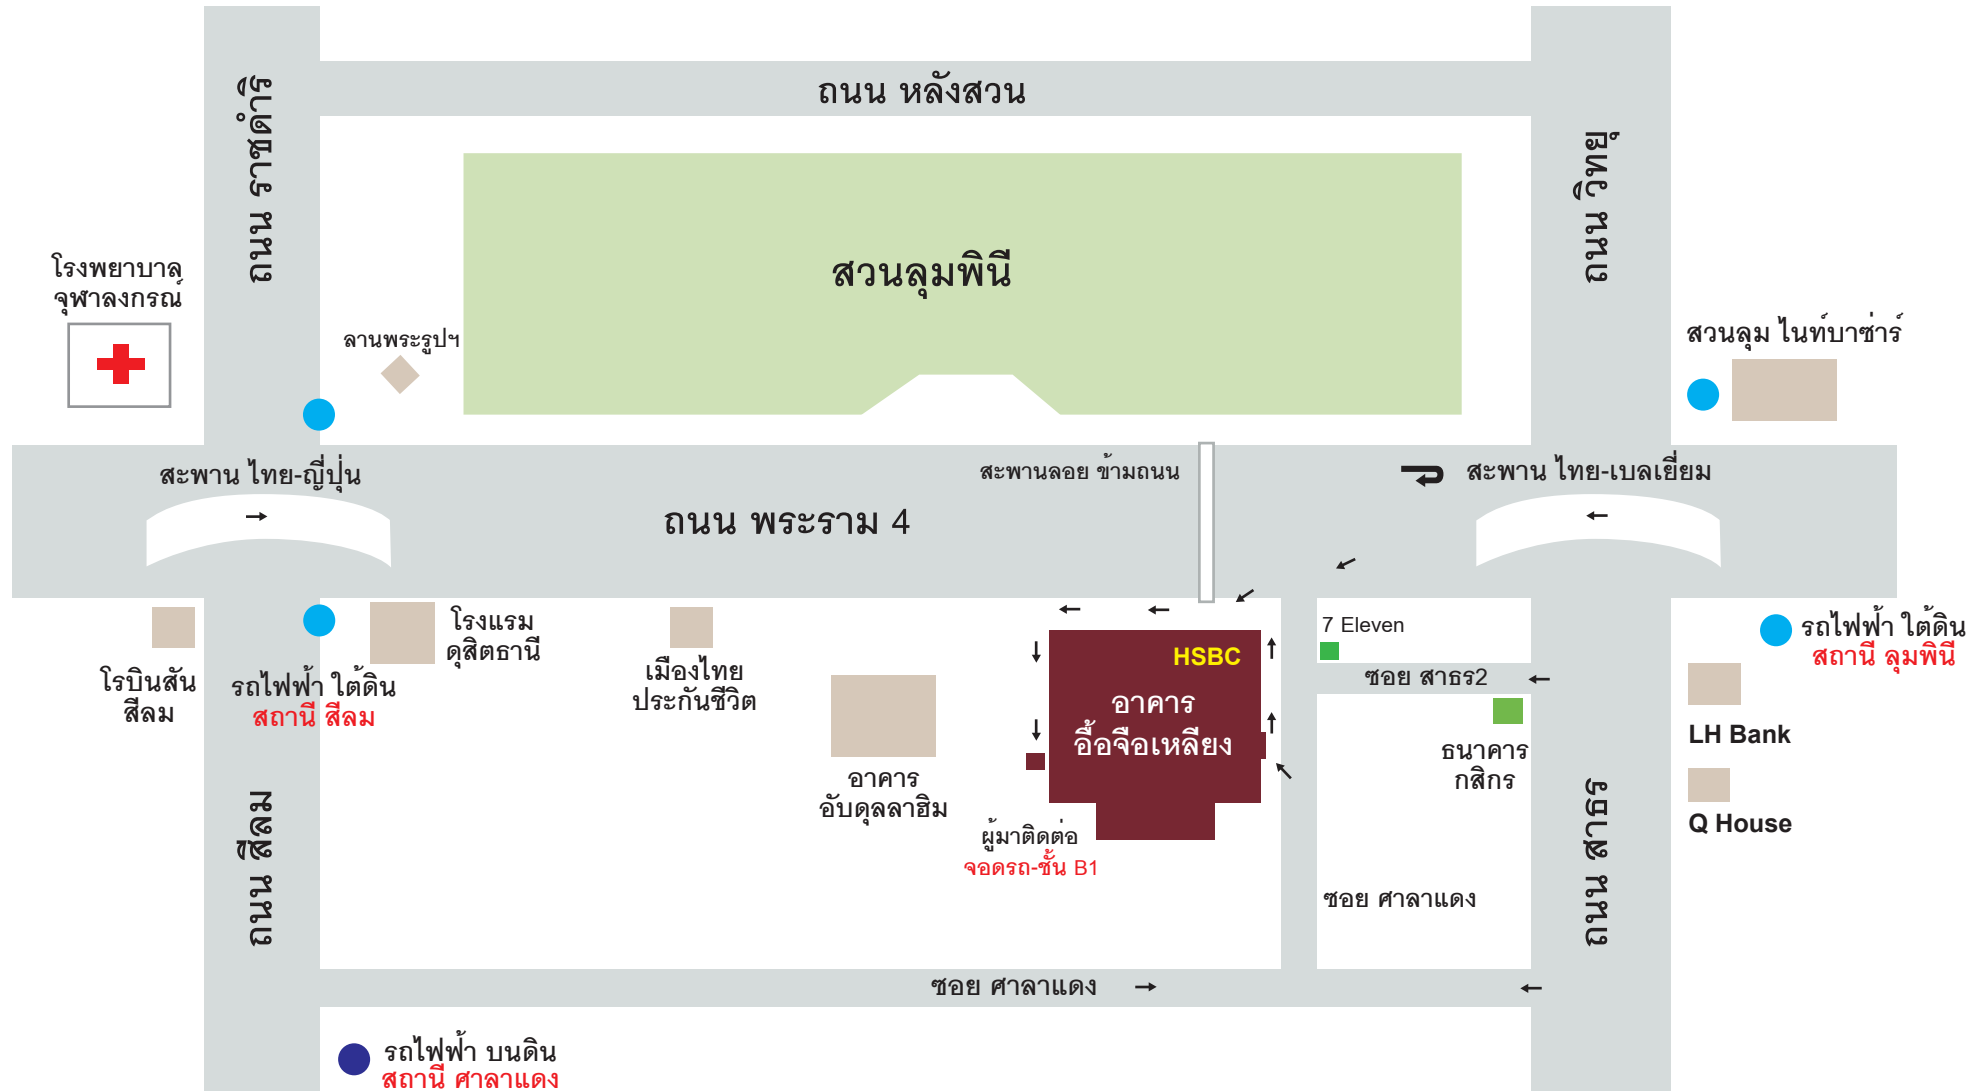 ถนน หลังสวน
ถนน ราชดำริ
ถนน วิทยุ
สวนลุมพินี
โรงพยาบาล
จุฬาลงกรณ์
ลานพระรูปฯ
สวนลุม ไนท์บาซ่าร์
สะพาน ไทย-ญี่ปุ่น
สะพานลอย ข้ามถนน
สะพาน ไทย-เบลเยี่ยม
ถนน พระราม 4
โรบินสัน
สีลม
รถไฟฟ้า ใต้ดิน
สถานี สีลม
โรงแรม
ดุสิตธานี
เมืองไทย
ประกันชีวิต
อาคาร
อับดุลลาฮิม
HSBC
อาคาร
อื้อจือเหลียง
ผู้มาติดต่อ
จอดรถ-ชั้น B1
7 Eleven
ซอย สาธร2
ธนาคาร
กสิกร
รถไฟฟ้า ใต้ดิน
สถานี ลุมพินี
LH Bank
Q House
ถนน สีลม
ถนน สาธร
ซอย ศาลาแดง
ซอย ศาลาแดง
รถไฟฟ้า บนดิน
สถานี ศาลาแดง